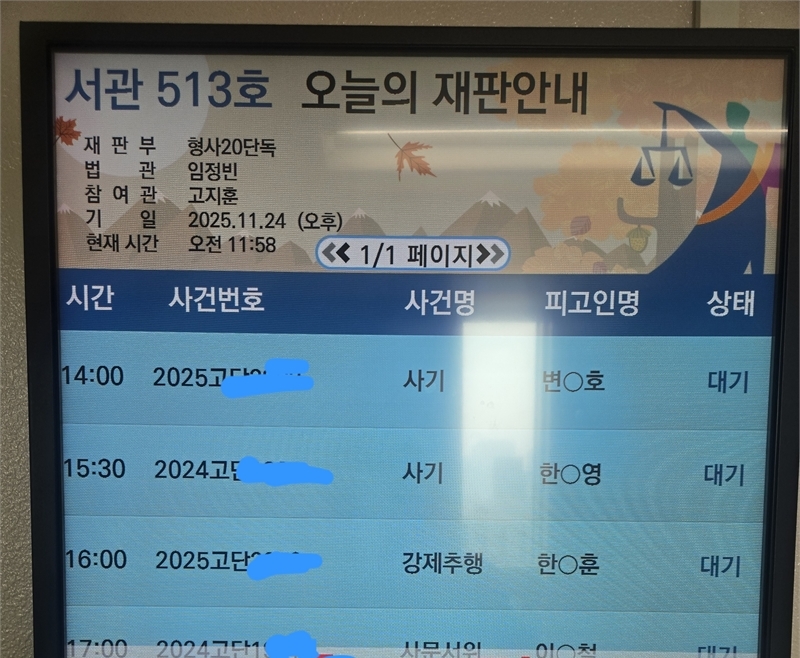 서관 513호 오늘의 재판안내
재 판 부 형사20단독
법 관 임정빈
참 여 관 고지훈
기 일 2025.11.24 (오후)
현재 시간 오전 11:58
1/1 페이지
시간 사건번호 사건명 피고인명 상태
14:00 2025고단 사기 변○호 대기
15:30 2024고단 사기 한○영 대기
16:00 2025고단 강제추행 한○훈 대기
17:00 2024고단 이○철 대기